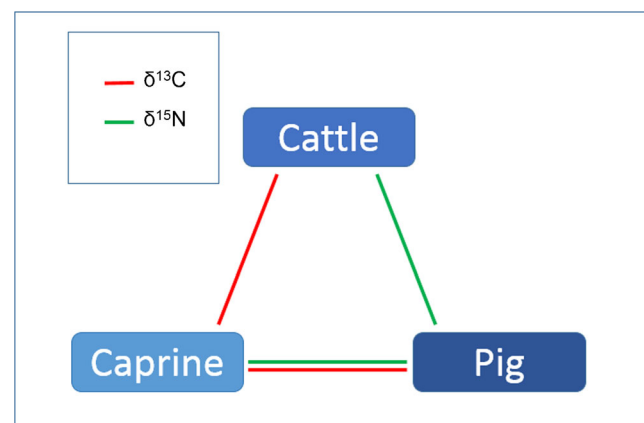 δ¹³C
δ¹⁵N
Cattle
Caprine
Pig